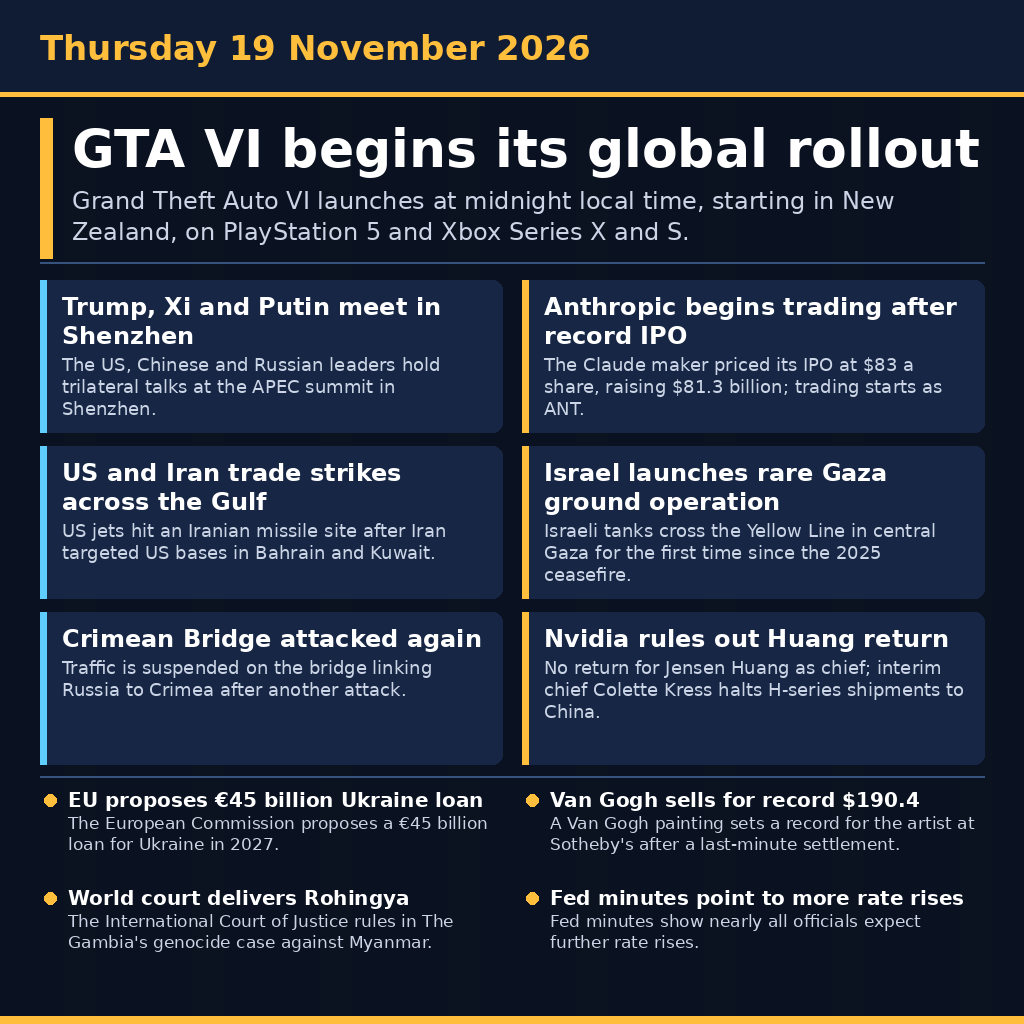 Thursday 19 November 2026
GTA VI begins its global rollout
Grand Theft Auto VI launches at midnight local time, starting in New
Zealand, on PlayStation 5 and Xbox Series X and S.
Trump, Xi and Putin meet in
Shenzhen
The US, Chinese and Russian leaders hold
trilateral talks at the APEC summit in
Shenzhen.
Anthropic begins trading after
record IPO
The Claude maker priced its IPO at $83 a
share, raising $81.3 billion; trading starts as
ANT.
US and Iran trade strikes
across the Gulf
US jets hit an Iranian missile site after Iran
targeted US bases in Bahrain and Kuwait.
Israel launches rare Gaza
ground operation
Israeli tanks cross the Yellow Line in central
Gaza for the first time since the 2025
ceasefire.
Crimean Bridge attacked again
Traffic is suspended on the bridge linking
Russia to Crimea after another attack.
Nvidia rules out Huang return
No return for Jensen Huang as chief; interim
chief Colette Kress halts H-series shipments to
China.
EU proposes €45 billion Ukraine loan
The European Commission proposes a €45 billion
loan for Ukraine in 2027.
Van Gogh sells for record $190.4
A Van Gogh painting sets a record for the artist at
Sotheby's after a last-minute settlement.
World court delivers Rohingya
The International Court of Justice rules in The
Gambia's genocide case against Myanmar.
Fed minutes point to more rate rises
Fed minutes show nearly all officials expect
further rate rises.